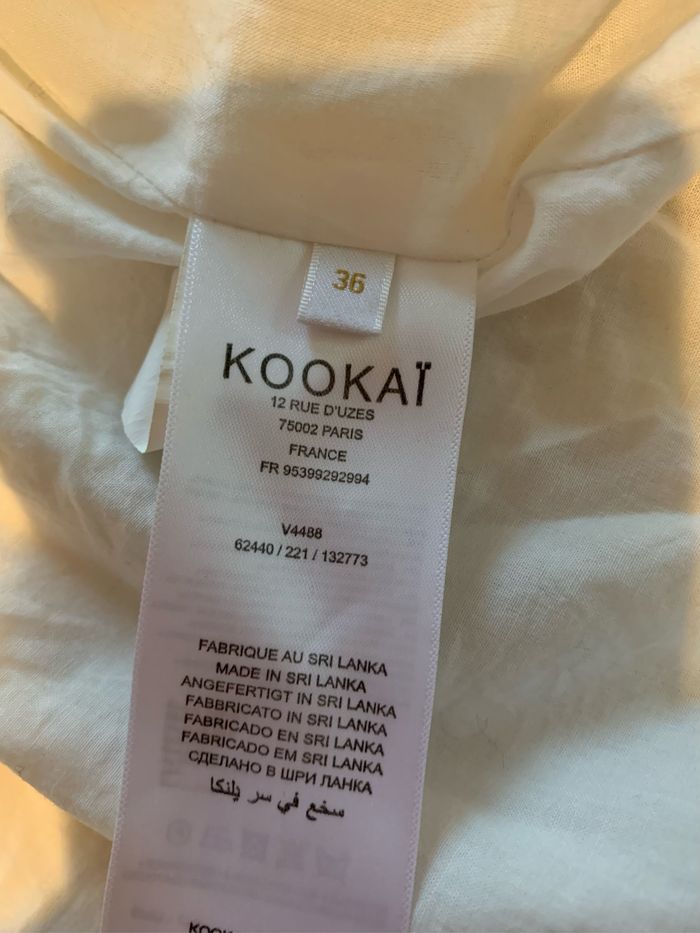 36
KOOKAÏ
12 RUE D'UZES
75002 PARIS
FRANCE
FR 95399292994
V4488
62440 / 221 / 132773
FABRIQUE AU SRI LANKA
MADE IN SRI LANKA
ANGEFERTIGT IN SRI LANKA
FABBRICATO IN SRI LANKA
FABRICADO EN SRI LANKA
FABRICADO EM SRI LANKA
СДЕЛАНО В ШРИ ЛАНКА
سخع في سر يلنكا